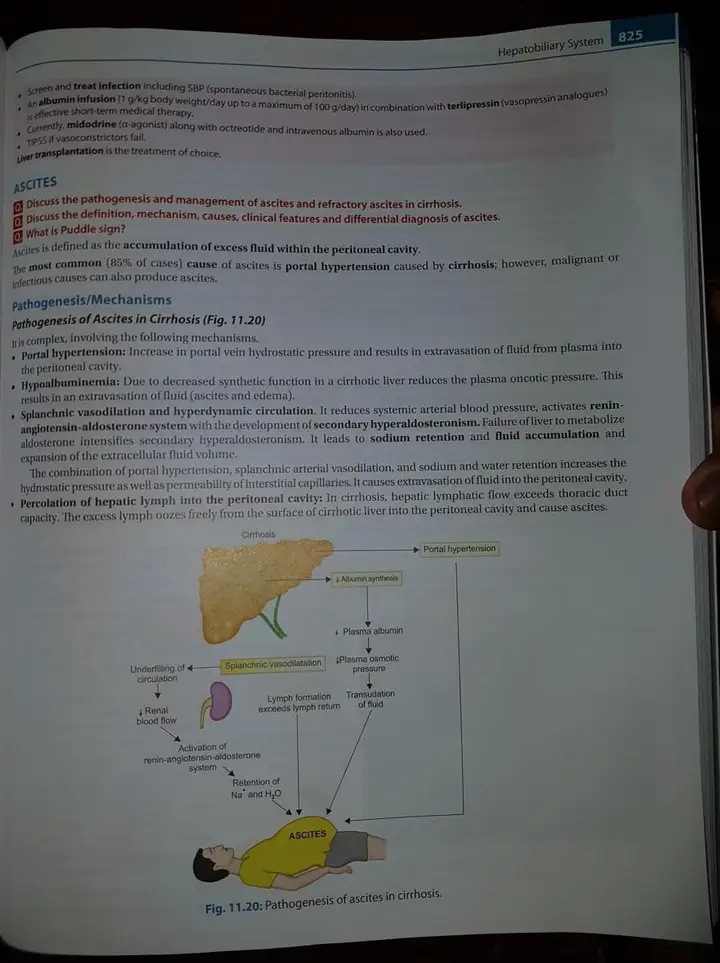 Hepatobiliary System 825
• Screen and treat infection including SBP (spontaneous bacterial peritonitis).
• An albumin infusion (1 g/kg body weight/day up to a maximum of 100 g/day) in combination with terlipressin (vasopressin analogues)
is effective short-term medical therapy.
• Currently, midodrine (α-agonist) along with octreotide and intravenous albumin is also used.
• TIPSS if vasoconstrictors fail.
Liver transplantation is the treatment of choice.
ASCITES
Q. Discuss the pathogenesis and management of ascites and refractory ascites in cirrhosis.
Q. Discuss the definition, mechanism, causes, clinical features and differential diagnosis of ascites.
Q. What is Puddle sign?
Ascites is defined as the accumulation of excess fluid within the peritoneal cavity.
The most common (85% of cases) cause of ascites is portal hypertension caused by cirrhosis; however, malignant or
infectious causes can also produce ascites.
Pathogenesis/Mechanisms
Pathogenesis of Ascites in Cirrhosis (Fig. 11.20)
It is complex, involving the following mechanisms.
• Portal hypertension: Increase in portal vein hydrostatic pressure and results in extravasation of fluid from plasma into
the peritoneal cavity.
• Hypoalbuminemia: Due to decreased synthetic function in a cirrhotic liver reduces the plasma oncotic pressure. This
results in an extravasation of fluid (ascites and edema).
• Splanchnic vasodilation and hyperdynamic circulation. It reduces systemic arterial blood pressure, activates renin-
angiotensin-aldosterone system with the development of secondary hyperaldosteronism. Failure of liver to metabolize
aldosterone intensifies secondary hyperaldosteronism. It leads to sodium retention and fluid accumulation and
expansion of the extracellular fluid volume.
The combination of portal hypertension, splanchnic arterial vasodilation, and sodium and water retention increases the
hydrostatic pressure as well as permeability of interstitial capillaries. It causes extravasation of fluid into the peritoneal cavity.
• Percolation of hepatic lymph into the peritoneal cavity: In cirrhosis, hepatic lymphatic flow exceeds thoracic duct
capacity. The excess lymph oozes freely from the surface of cirrhotic liver into the peritoneal cavity and cause ascites.
Cirrhosis
Portal hypertension
↓ Albumin synthesis
↓ Plasma albumin
↓Plasma osmotic
pressure
Transudation
of fluid
Splanchnic vasodilatation
Underfilling of
circulation
↓ Renal
blood flow
Lymph formation
exceeds lymph return
Activation of
renin-angiotensin-aldosterone
system
Retention of
Na⁺ and H₂O
ASCITES
Fig. 11.20: Pathogenesis of ascites in cirrhosis.